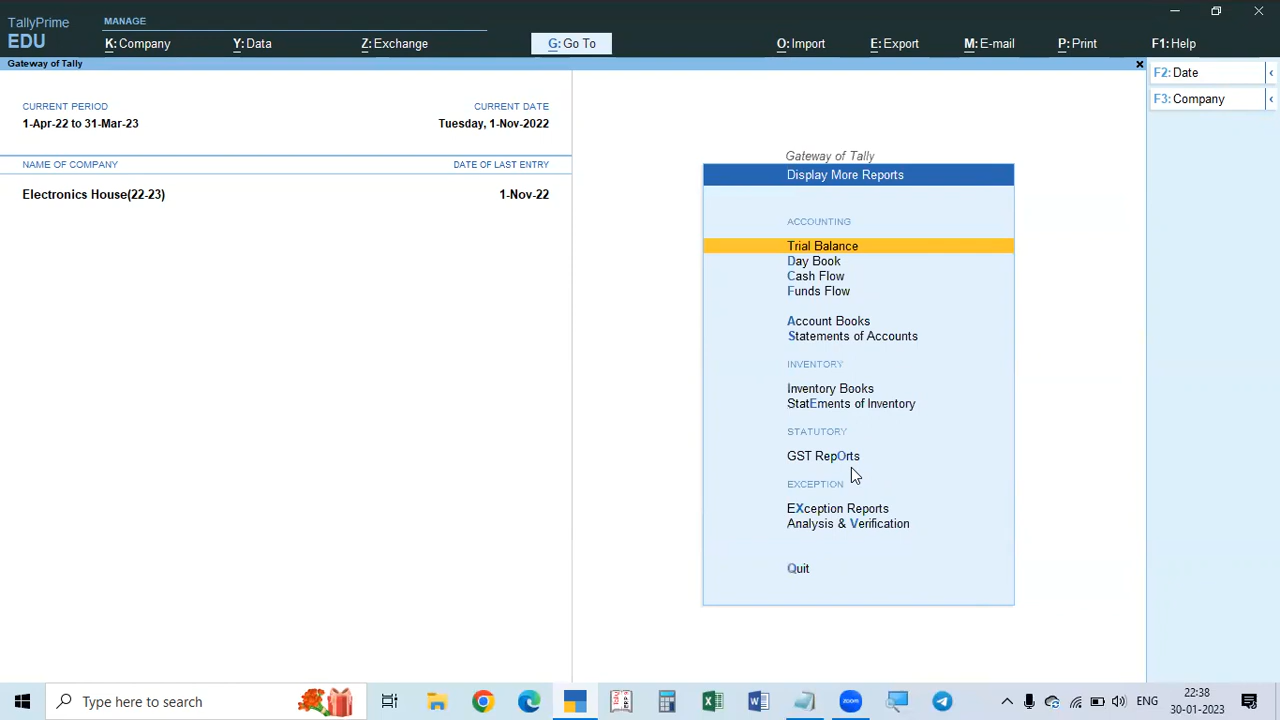 TallyPrime
EDU
MANAGE
K: Company
Y: Data
Z: Exchange
G: Go To
O: Import
E: Export
M: E-mail
P: Print
F1: Help
Gateway of Tally
F2: Date
F3: Company
CURRENT PERIOD
CURRENT DATE
1-Apr-22 to 31-Mar-23
Tuesday, 1-Nov-2022
NAME OF COMPANY
DATE OF LAST ENTRY
Electronics House(22-23)
1-Nov-22
Gateway of Tally
Display More Reports
ACCOUNTING
Trial Balance
Day Book
Cash Flow
Funds Flow
Account Books
Statements of Accounts
INVENTORY
Inventory Books
StatEments of Inventory
STATUTORY
GST RepOrts
EXCEPTION
EXception Reports
Analysis & Verification
Quit
Type here to search
zoom
ENG
22:38
30-01-2023